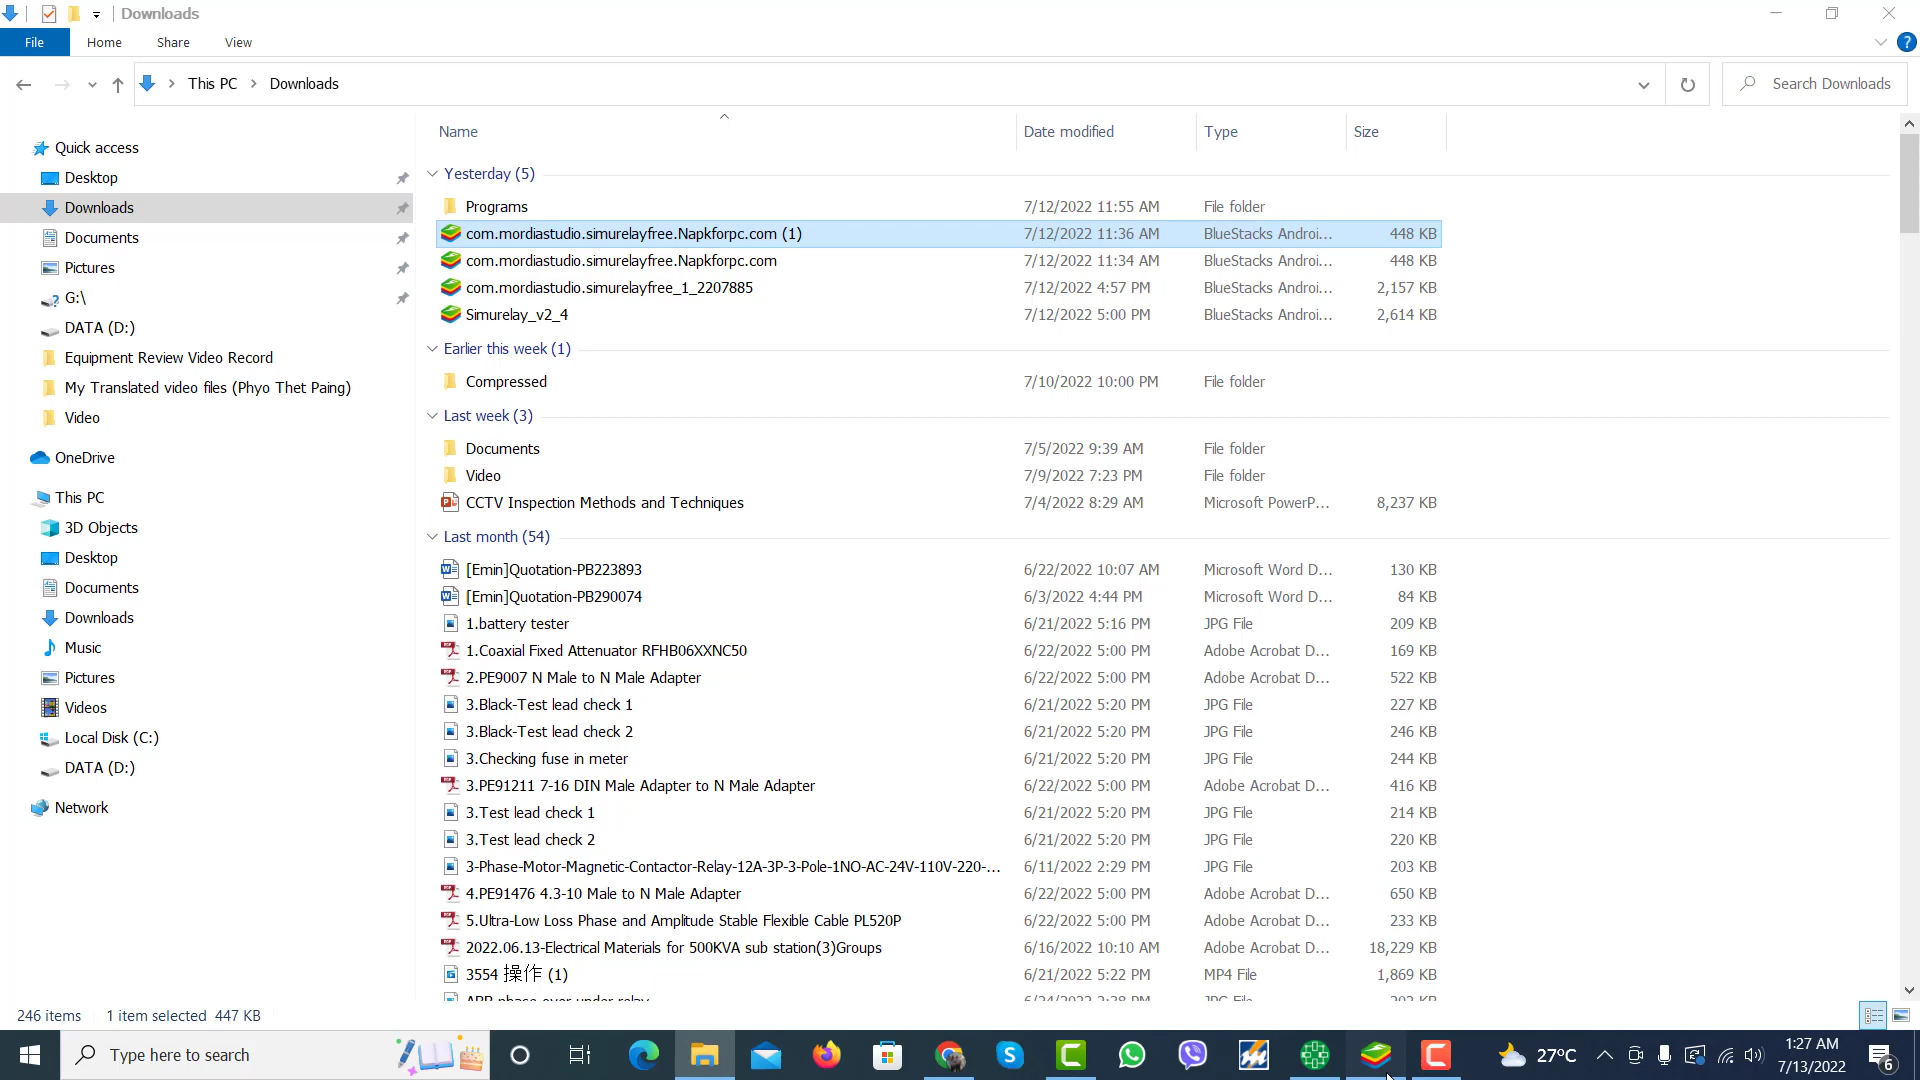 Downloads
File Home Share View
This PC Downloads
Search Downloads
Name Date modified Type Size
Quick access
Desktop
Downloads
Documents
Pictures
G:\
DATA (D:)
Equipment Review Video Record
My Translated video files (Phyo Thet Paing)
Video
OneDrive
This PC
3D Objects
Desktop
Documents
Downloads
Music
Pictures
Videos
Local Disk (C:)
DATA (D:)
Network
Yesterday (5)
Programs 7/12/2022 11:55 AM File folder
com.mordiastudio.simurelayfree.Napkforpc.com (1) 7/12/2022 11:36 AM BlueStacks Androi... 448 KB
com.mordiastudio.simurelayfree.Napkforpc.com 7/12/2022 11:34 AM BlueStacks Androi... 448 KB
com.mordiastudio.simurelayfree_1_2207885 7/12/2022 4:57 PM BlueStacks Androi... 2,157 KB
Simurelay_v2_4 7/12/2022 5:00 PM BlueStacks Androi... 2,614 KB
Earlier this week (1)
Compressed 7/10/2022 10:00 PM File folder
Last week (3)
Documents 7/5/2022 9:39 AM File folder
Video 7/9/2022 7:23 PM File folder
CCTV Inspection Methods and Techniques 7/4/2022 8:29 AM Microsoft PowerP... 8,237 KB
Last month (54)
[Emin]Quotation-PB223893 6/22/2022 10:07 AM Microsoft Word D... 130 KB
[Emin]Quotation-PB290074 6/3/2022 4:44 PM Microsoft Word D... 84 KB
1.battery tester 6/21/2022 5:16 PM JPG File 209 KB
1.Coaxial Fixed Attenuator RFHB06XXNC50 6/22/2022 5:00 PM Adobe Acrobat D... 169 KB
2.PE9007 N Male to N Male Adapter 6/22/2022 5:00 PM Adobe Acrobat D... 522 KB
3.Black-Test lead check 1 6/21/2022 5:20 PM JPG File 227 KB
3.Black-Test lead check 2 6/21/2022 5:20 PM JPG File 246 KB
3.Checking fuse in meter 6/21/2022 5:20 PM JPG File 244 KB
3.PE91211 7-16 DIN Male Adapter to N Male Adapter 6/22/2022 5:00 PM Adobe Acrobat D... 416 KB
3.Test lead check 1 6/21/2022 5:20 PM JPG File 214 KB
3.Test lead check 2 6/21/2022 5:20 PM JPG File 220 KB
3-Phase-Motor-Magnetic-Contactor-Relay-12A-3P-3-Pole-1NO-AC-24V-110V-220-... 6/11/2022 2:29 PM JPG File 203 KB
4.PE91476 4.3-10 Male to N Male Adapter 6/22/2022 5:00 PM Adobe Acrobat D... 650 KB
5.Ultra-Low Loss Phase and Amplitude Stable Flexible Cable PL520P 6/22/2022 5:00 PM Adobe Acrobat D... 233 KB
2022.06.13-Electrical Materials for 500KVA sub station(3)Groups 6/16/2022 10:10 AM Adobe Acrobat D... 18,229 KB
3554 操作 (1) 6/21/2022 5:22 PM MP4 File 1,869 KB
246 items 1 item selected 447 KB
Type here to search
27°C
1:27 AM
7/13/2022
6